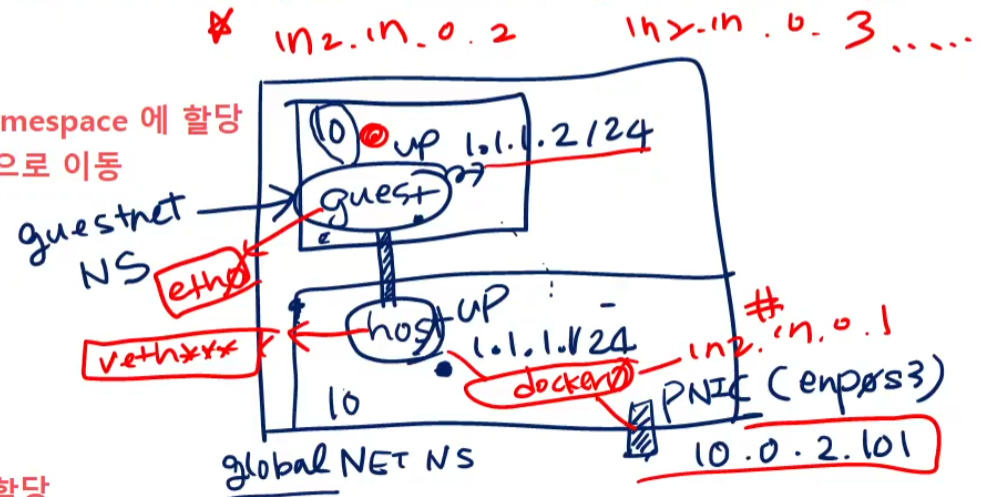 172.17.0.2 172.17.0.3 .....
mespace 에 할당
으로 이동
lo up 1.1.1.2/24
guest
guestnet
NS
eth0
host up
1.1.1.1/24
172.17.0.1
veth***
docker0
lo
PNIC (enp0s3)
10.0.2.101
global NET NS
할당